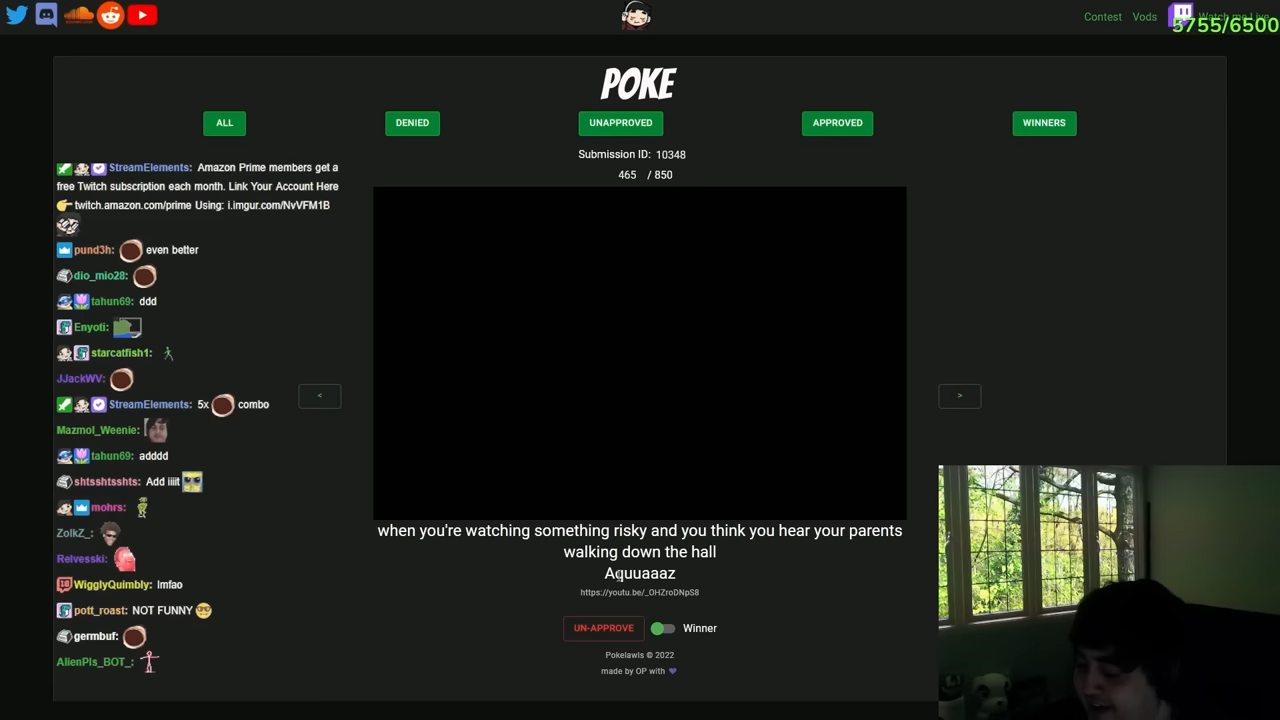 Contest Vods Watch me Live
5755/6500
POKE
ALL DENIED UNAPPROVED APPROVED WINNERS
Submission ID: 10348
465 / 850
StreamElements: Amazon Prime members get a
free Twitch subscription each month. Link Your Account Here
twitch.amazon.com/prime Using: i.imgur.com/NvVFM1B
pund3h: even better
dio_mio28:
tahun69: ddd
Enyoti:
starcatfish1:
JJackWV:
StreamElements: 5x combo
Mazmol_Weenie:
tahun69: adddd
shtsshtsshts: Add iiiit
mohrs:
ZolkZ_:
Relvesski:
WigglyQuimbly: lmfao
pott_roast: NOT FUNNY
germbuf:
AlienPls_BOT_:
<
>
when you're watching something risky and you think you hear your parents
walking down the hall
Aquuaaaz
https://youtu.be/_OHZroDNpS8
UN-APPROVE Winner
Pokelawls © 2022
made by OP with